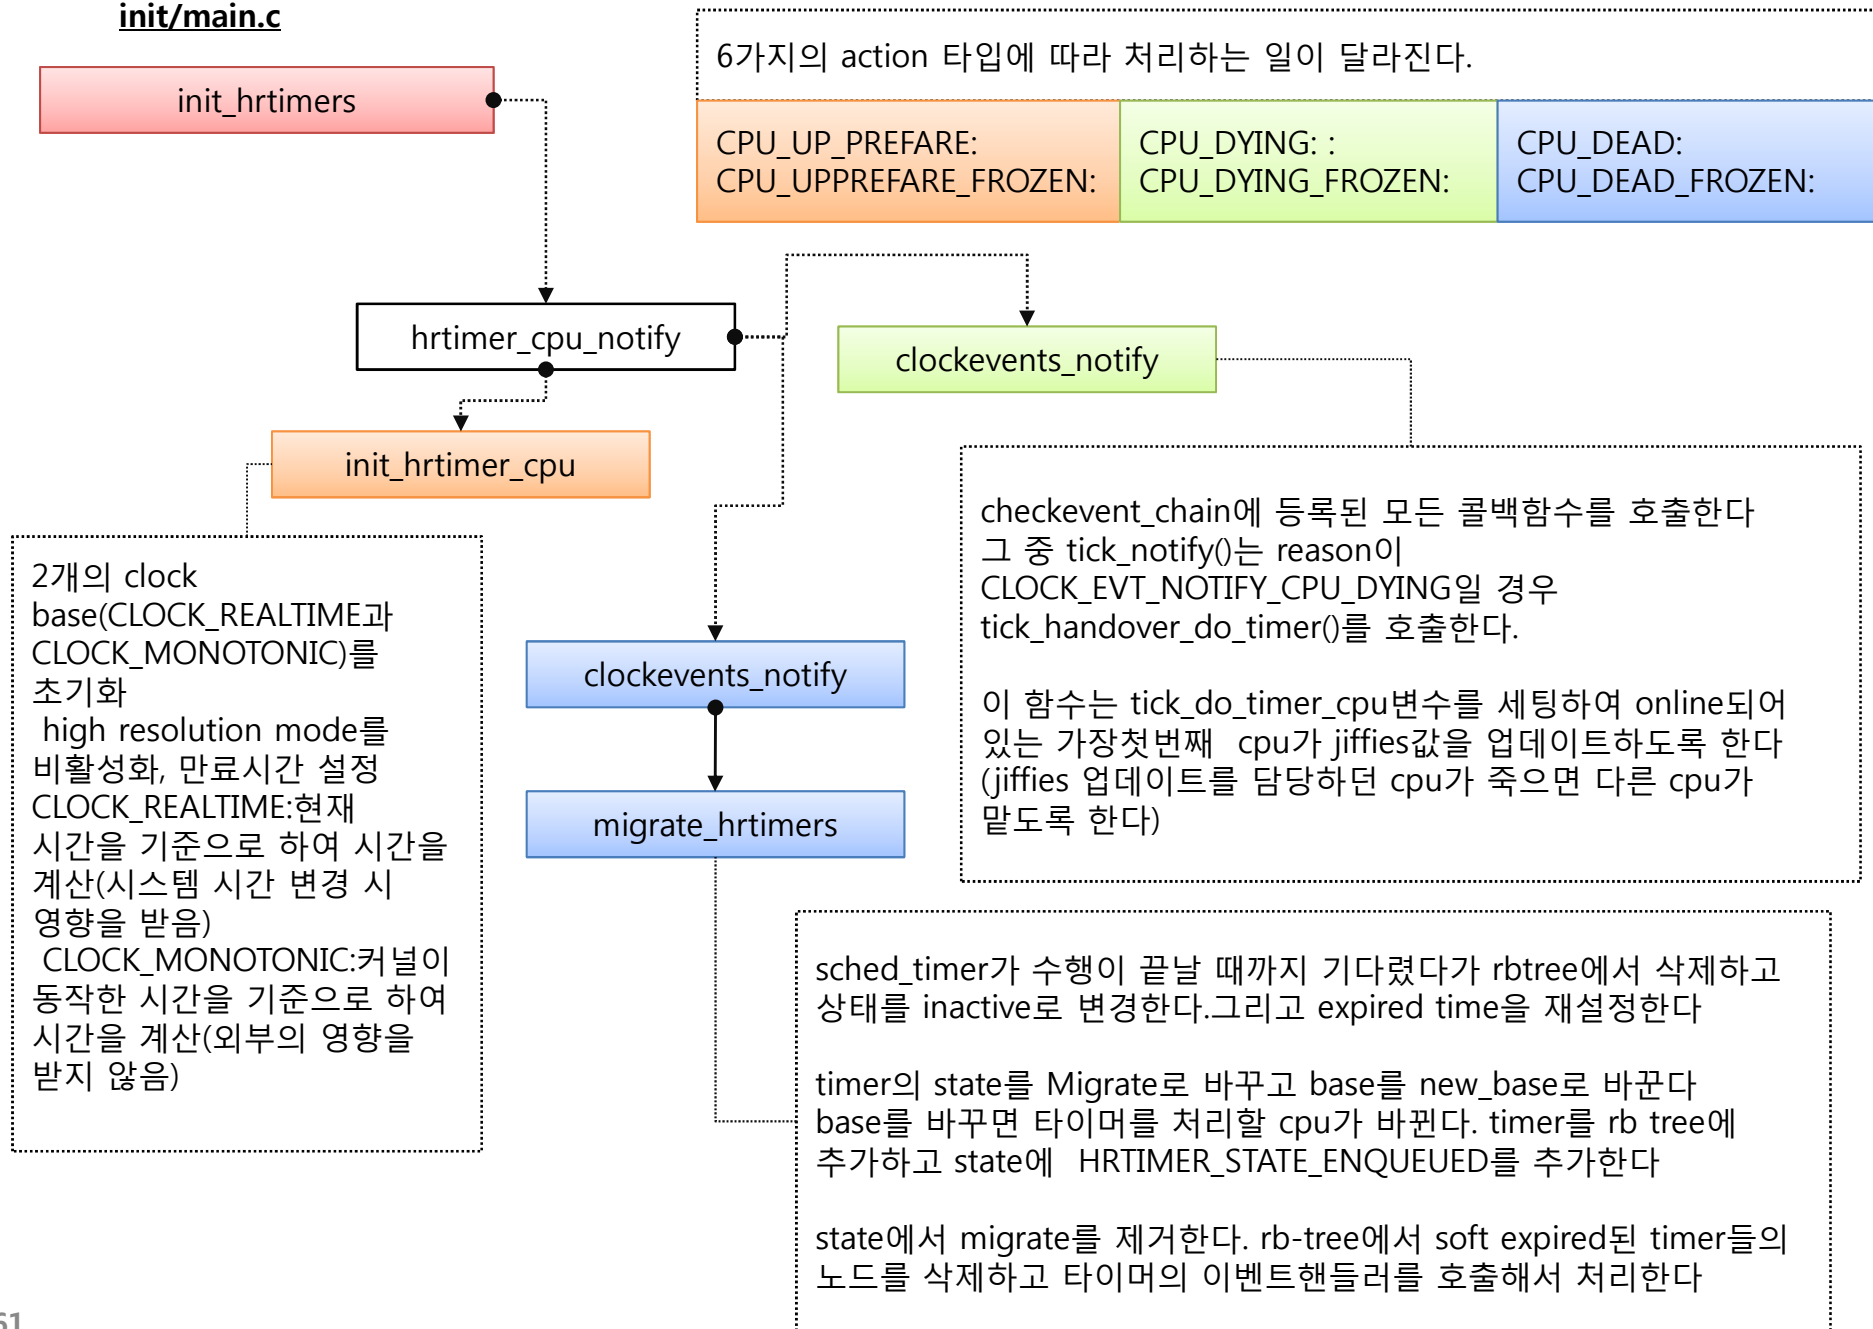 init/main.c
init_hrtimers
6가지의 action 타입에 따라 처리하는 일이 달라진다.
CPU_UP_PREFARE:
CPU_UPPREFARE_FROZEN:
CPU_DYING: :
CPU_DYING_FROZEN:
CPU_DEAD:
CPU_DEAD_FROZEN:
hrtimer_cpu_notify
clockevents_notify
init_hrtimer_cpu
checkevent_chain에 등록된 모든 콜백함수를 호출한다
그 중 tick_notify()는 reason이
CLOCK_EVT_NOTIFY_CPU_DYING일 경우
tick_handover_do_timer()를 호출한다.
이 함수는 tick_do_timer_cpu변수를 세팅하여 online되어
있는 가장첫번째 cpu가 jiffies값을 업데이트하도록 한다
(jiffies 업데이트를 담당하던 cpu가 죽으면 다른 cpu가
맡도록 한다)
2개의 clock
base(CLOCK_REALTIME과
CLOCK_MONOTONIC)를
초기화
high resolution mode를
비활성화, 만료시간 설정
CLOCK_REALTIME:현재
시간을 기준으로 하여 시간을
계산(시스템 시간 변경 시
영향을 받음)
CLOCK_MONOTONIC:커널이
동작한 시간을 기준으로 하여
시간을 계산(외부의 영향을
받지 않음)
clockevents_notify
migrate_hrtimers
sched_timer가 수행이 끝날 때까지 기다렸다가 rbtree에서 삭제하고
상태를 inactive로 변경한다.그리고 expired time을 재설정한다
timer의 state를 Migrate로 바꾸고 base를 new_base로 바꾼다
base를 바꾸면 타이머를 처리할 cpu가 바뀐다. timer를 rb tree에
추가하고 state에 HRTIMER_STATE_ENQUEUED를 추가한다
state에서 migrate를 제거한다. rb-tree에서 soft expired된 timer들의
노드를 삭제하고 타이머의 이벤트핸들러를 호출해서 처리한다
61